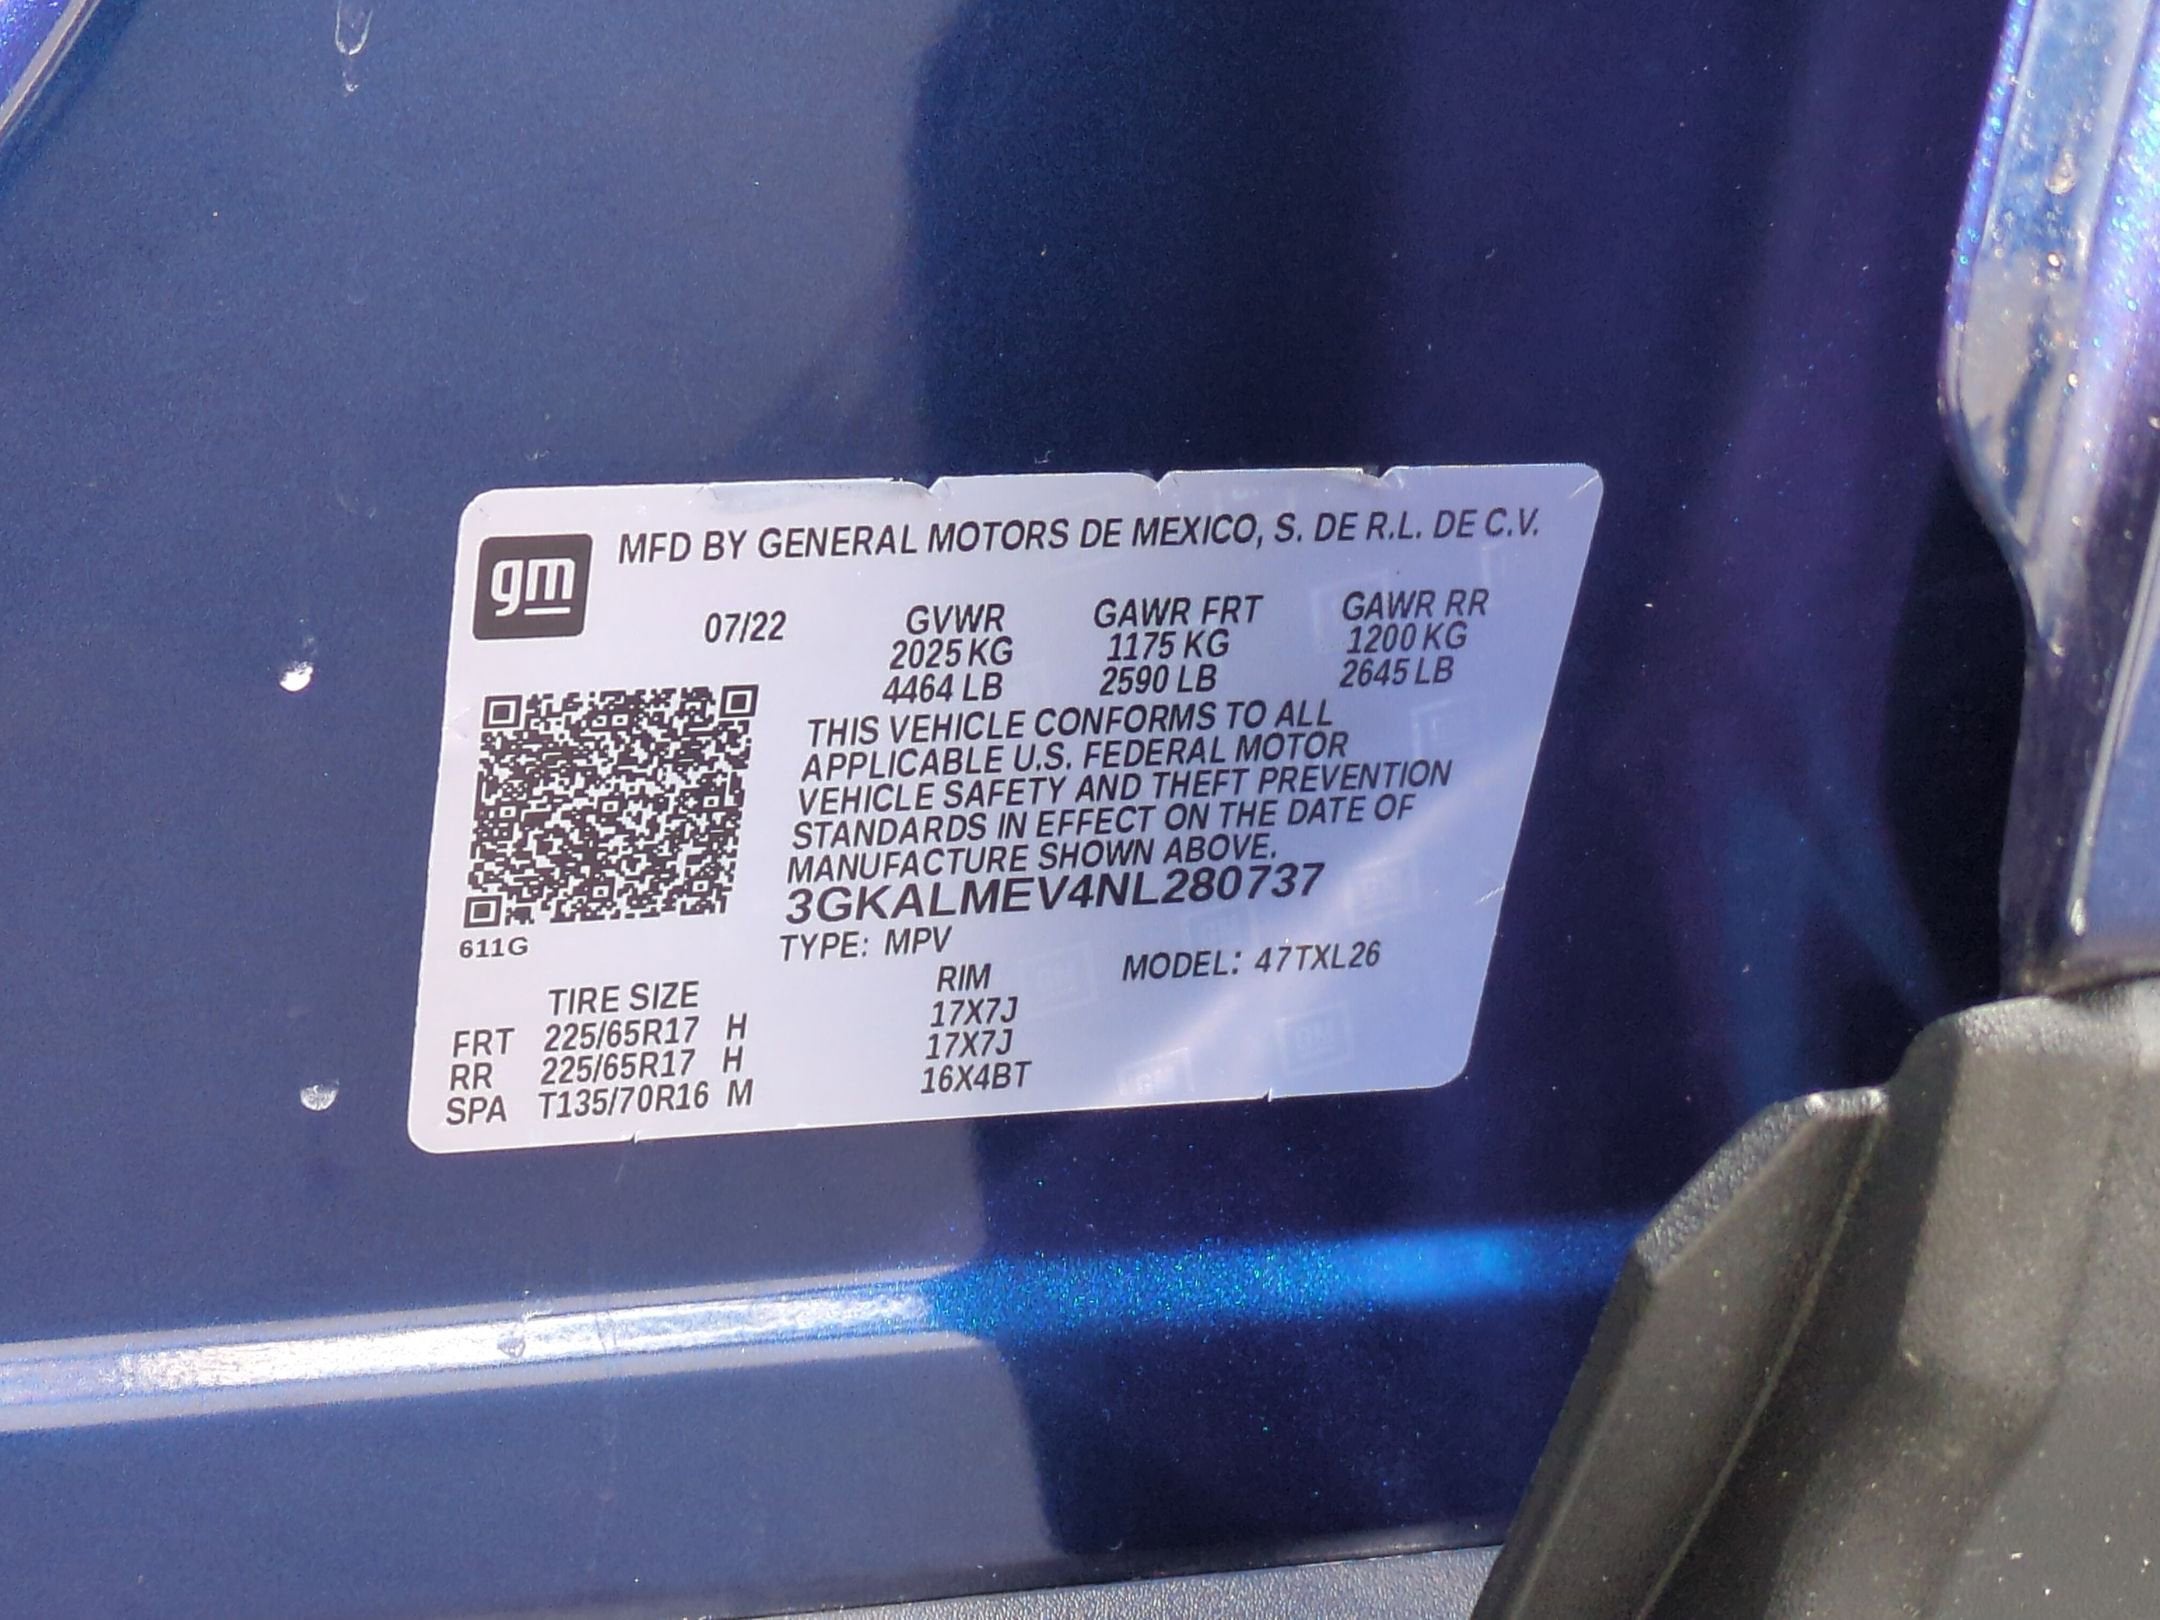 gm
MFD BY GENERAL MOTORS DE MEXICO, S. DE R.L. DE C.V.
07/22 GVWR GAWR FRT GAWR RR
2025 KG 1175 KG 1200 KG
4464 LB 2590 LB 2645 LB
THIS VEHICLE CONFORMS TO ALL
APPLICABLE U.S. FEDERAL MOTOR
VEHICLE SAFETY AND THEFT PREVENTION
STANDARDS IN EFFECT ON THE DATE OF
MANUFACTURE SHOWN ABOVE.
3GKALMEV4NL280737
611G
TYPE: MPV MODEL: 47TXL26
TIRE SIZE RIM
FRT 225/65R17 H 17X7J
RR 225/65R17 H 17X7J
SPA T135/70R16 M 16X4BT